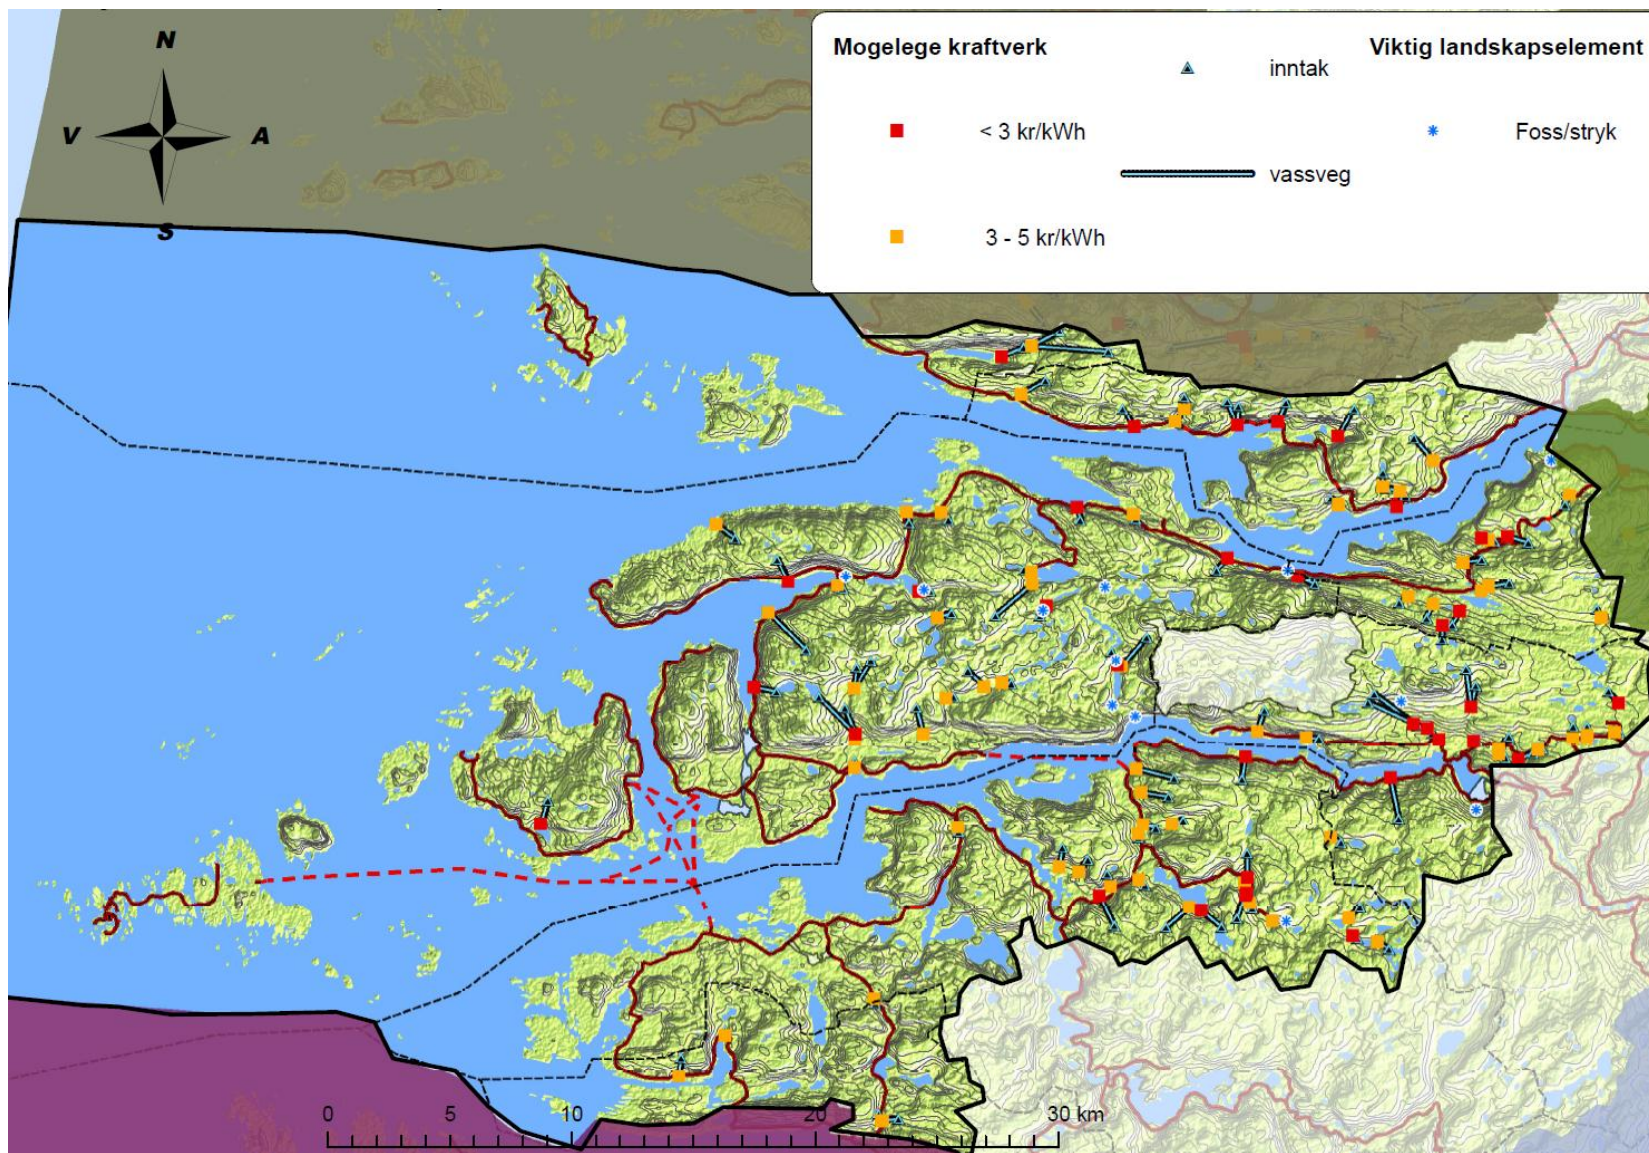 N
V
A
S
Mogelege kraftverk
Viktig landskapselement
inntak
< 3 kr/kWh
Foss/stryk
vassveg
3 - 5 kr/kWh
0 5 10 20 30 km